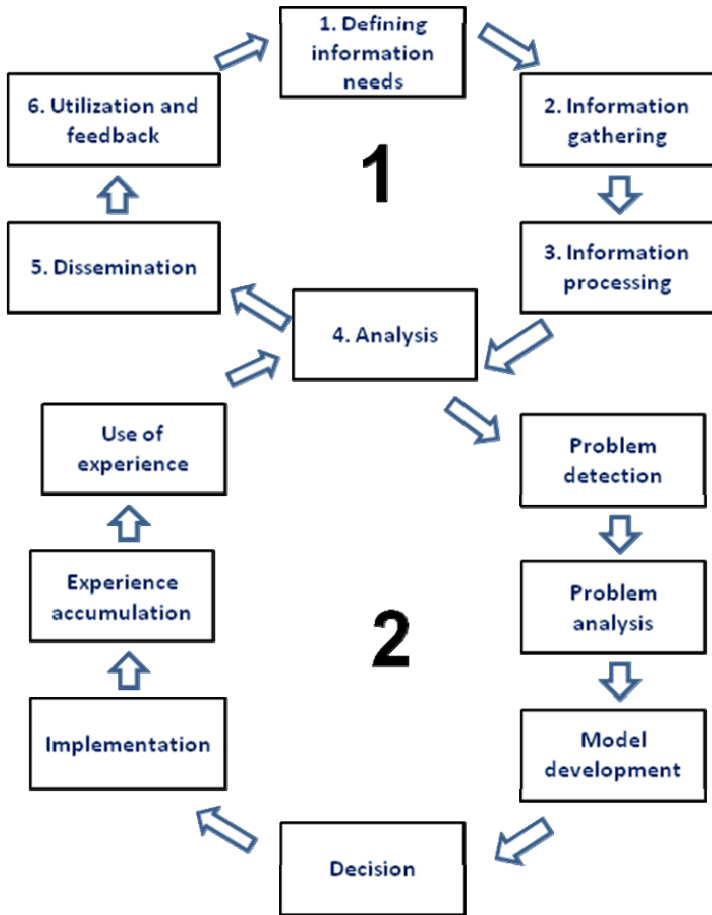 1. Defining
information
needs
6. Utilization and
feedback
2. Information
gathering
1
5. Dissemination
3. Information
processing
4. Analysis
Use of
experience
Problem
detection
Experience
accumulation
Problem
analysis
2
Implementation
Model
development
Decision